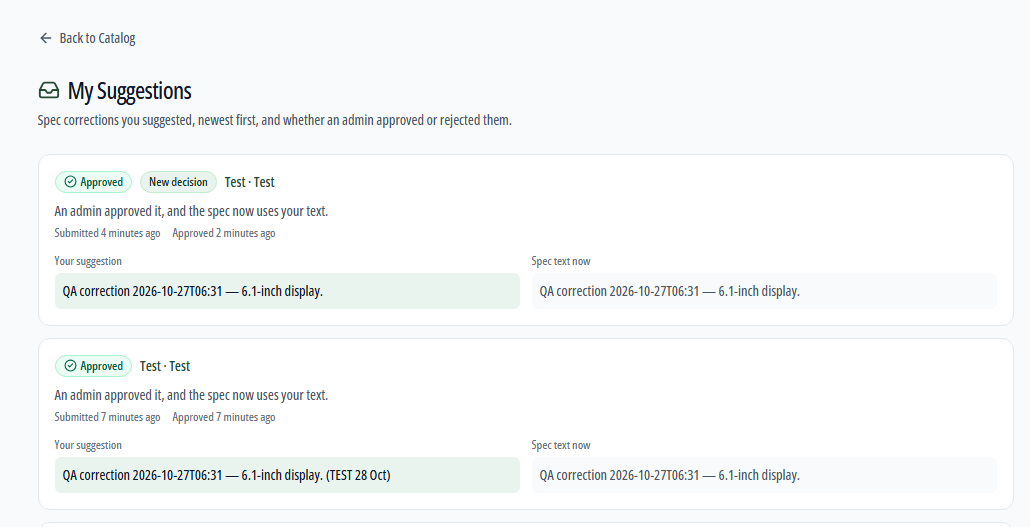 Back to Catalog
My Suggestions
Spec corrections you suggested, newest first, and whether an admin approved or rejected them.
Approved New decision Test · Test
An admin approved it, and the spec now uses your text.
Submitted 4 minutes ago Approved 2 minutes ago
Your suggestion Spec text now
QA correction 2026-10-27T06:31 — 6.1-inch display. QA correction 2026-10-27T06:31 — 6.1-inch display.
Approved Test · Test
An admin approved it, and the spec now uses your text.
Submitted 7 minutes ago Approved 7 minutes ago
Your suggestion Spec text now
QA correction 2026-10-27T06:31 — 6.1-inch display. (TEST 28 Oct) QA correction 2026-10-27T06:31 — 6.1-inch display.